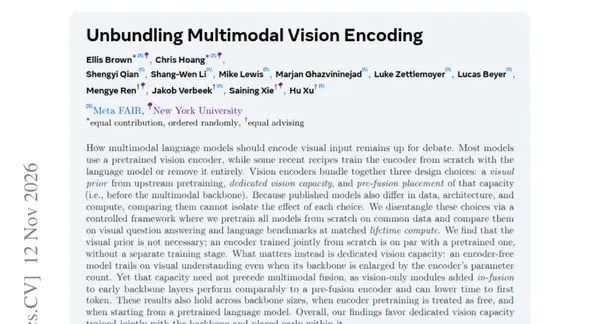 Unbundling Multimodal Vision Encoding
Ellis Brown*, Chris Hoang*,
Shengyi Qian, Shang-Wen Li, Mike Lewis, Marjan Ghazvininejad, Luke Zettlemoyer, Lucas Beyer,
Mengye Ren†, Jakob Verbeek†, Saining Xie†, Hu Xu†
Meta FAIR, New York University
*equal contribution, ordered randomly, †equal advising
How multimodal language models should encode visual input remains up for debate. Most models
use a pretrained vision encoder, while some recent recipes train the encoder from scratch with the
language model or remove it entirely. Vision encoders bundle together three design choices: a visual
prior from upstream pretraining, dedicated vision capacity, and pre-fusion placement of that capacity
(i.e., before the multimodal backbone). Because published models also differ in data, architecture, and
compute, comparing them cannot isolate the effect of each choice. We disentangle these choices via a
controlled framework where we pretrain all models from scratch on common data and compare them
on visual question answering and language benchmarks at matched lifetime compute. We find that the
visual prior is not necessary; an encoder trained jointly from scratch is on par with a pretrained one,
without a separate training stage. What matters instead is dedicated vision capacity: an encoder-free
model trails on visual understanding even when its backbone is enlarged by the encoder's parameter
count. Yet that capacity need not precede multimodal fusion, as vision-only modules added in-fusion
to early backbone layers perform comparably to a pre-fusion encoder and can lower time to first
token. These results also hold across backbone sizes, when encoder pretraining is treated as free, and
when starting from a pretrained language model. Overall, our findings favor dedicated vision capacity
trained jointly with the backbone and placed early within it.
cs.CV] 12 Nov 2026